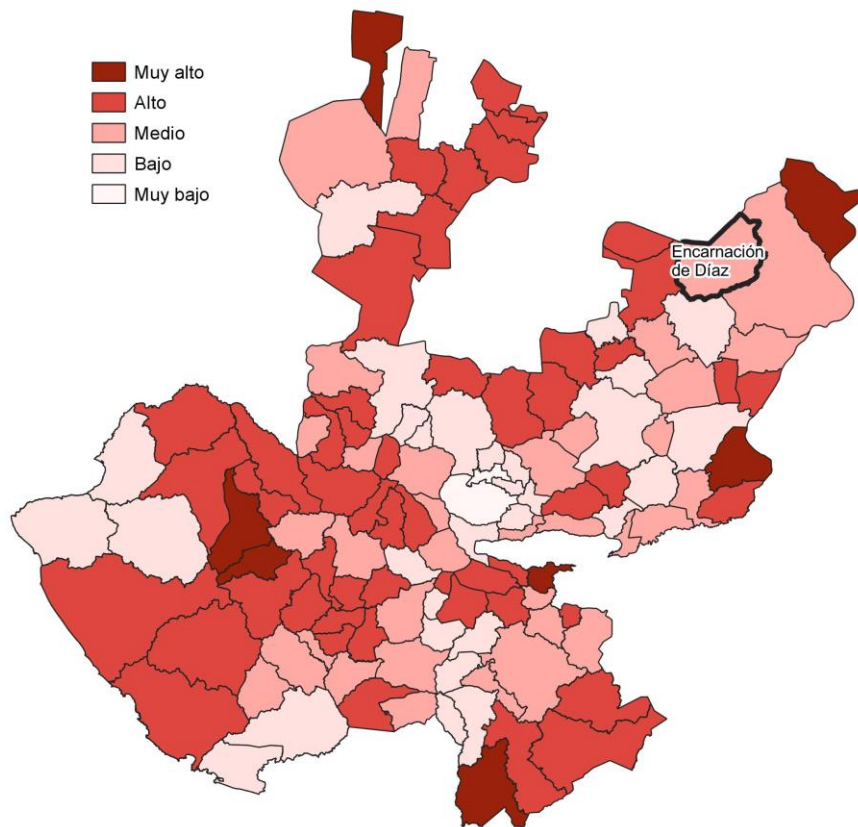 Muy alto
Alto
Medio
Bajo
Muy bajo
Encarnación
de Díaz